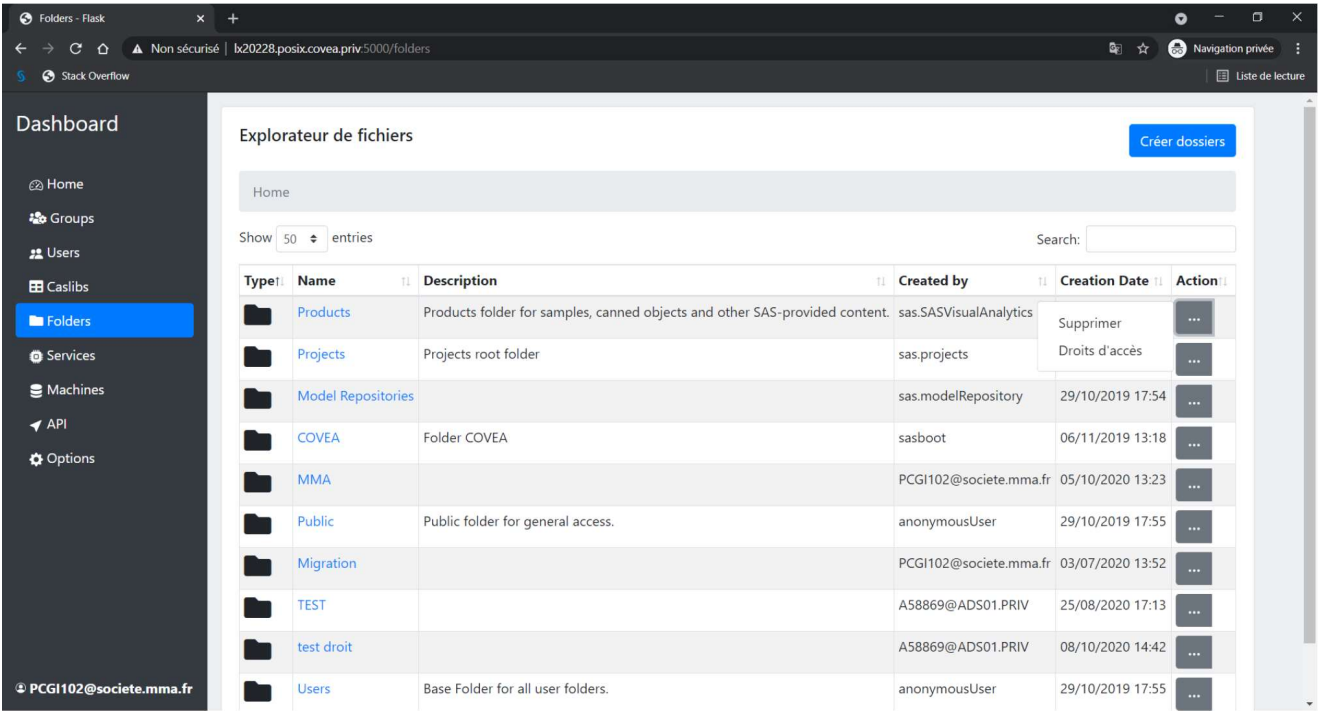 Folders - Flask
Non sécurisé | lx20228.posix.covea.priv:5000/folders
Navigation privée
Stack Overflow
Liste de lecture
Dashboard
Home
Groups
Users
Caslibs
Folders
Services
Machines
API
Options
PCGI102@societe.mma.fr
Explorateur de fichiers
Créer dossiers
Home
Show 50 entries
Search:
Type Name Description Created by Creation Date Action
Products Products folder for samples, canned objects and other SAS-provided content. sas.SASVisualAnalytics ...
Supprimer
Droits d'accès
Projects Projects root folder sas.projects ...
Model Repositories sas.modelRepository 29/10/2019 17:54 ...
COVEA Folder COVEA sasboot 06/11/2019 13:18 ...
MMA PCGI102@societe.mma.fr 05/10/2020 13:23 ...
Public Public folder for general access. anonymousUser 29/10/2019 17:55 ...
Migration PCGI102@societe.mma.fr 03/07/2020 13:52 ...
TEST A58869@ADS01.PRIV 25/08/2020 17:13 ...
test droit A58869@ADS01.PRIV 08/10/2020 14:42 ...
Users Base Folder for all user folders. anonymousUser 29/10/2019 17:55 ...